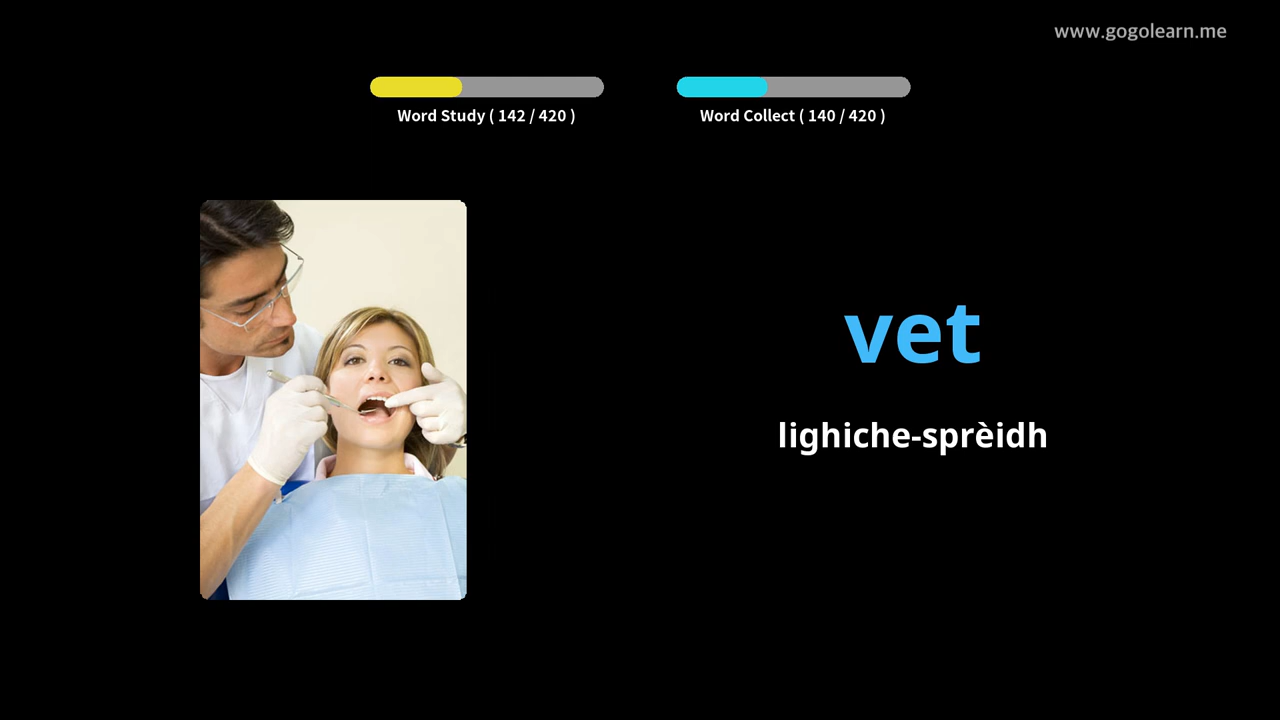 www.gogolearn.me
Word Study ( 142 / 420 )
Word Collect ( 140 / 420 )
vet
lighiche-sprèidh